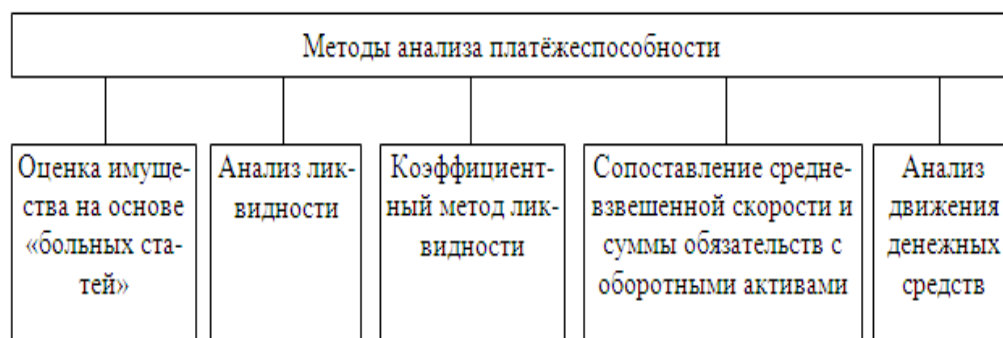 Методы анализа платёжеспособности
Оценка имуще-
ства на основе
«больных ста-
тей»
Анализ лик-
видности
Коэффициент-
ный метод лик-
видности
Сопоставление средне-
взвешенной скорости и
суммы обязательств с
оборотными активами
Анализ
движения
денежных
средств